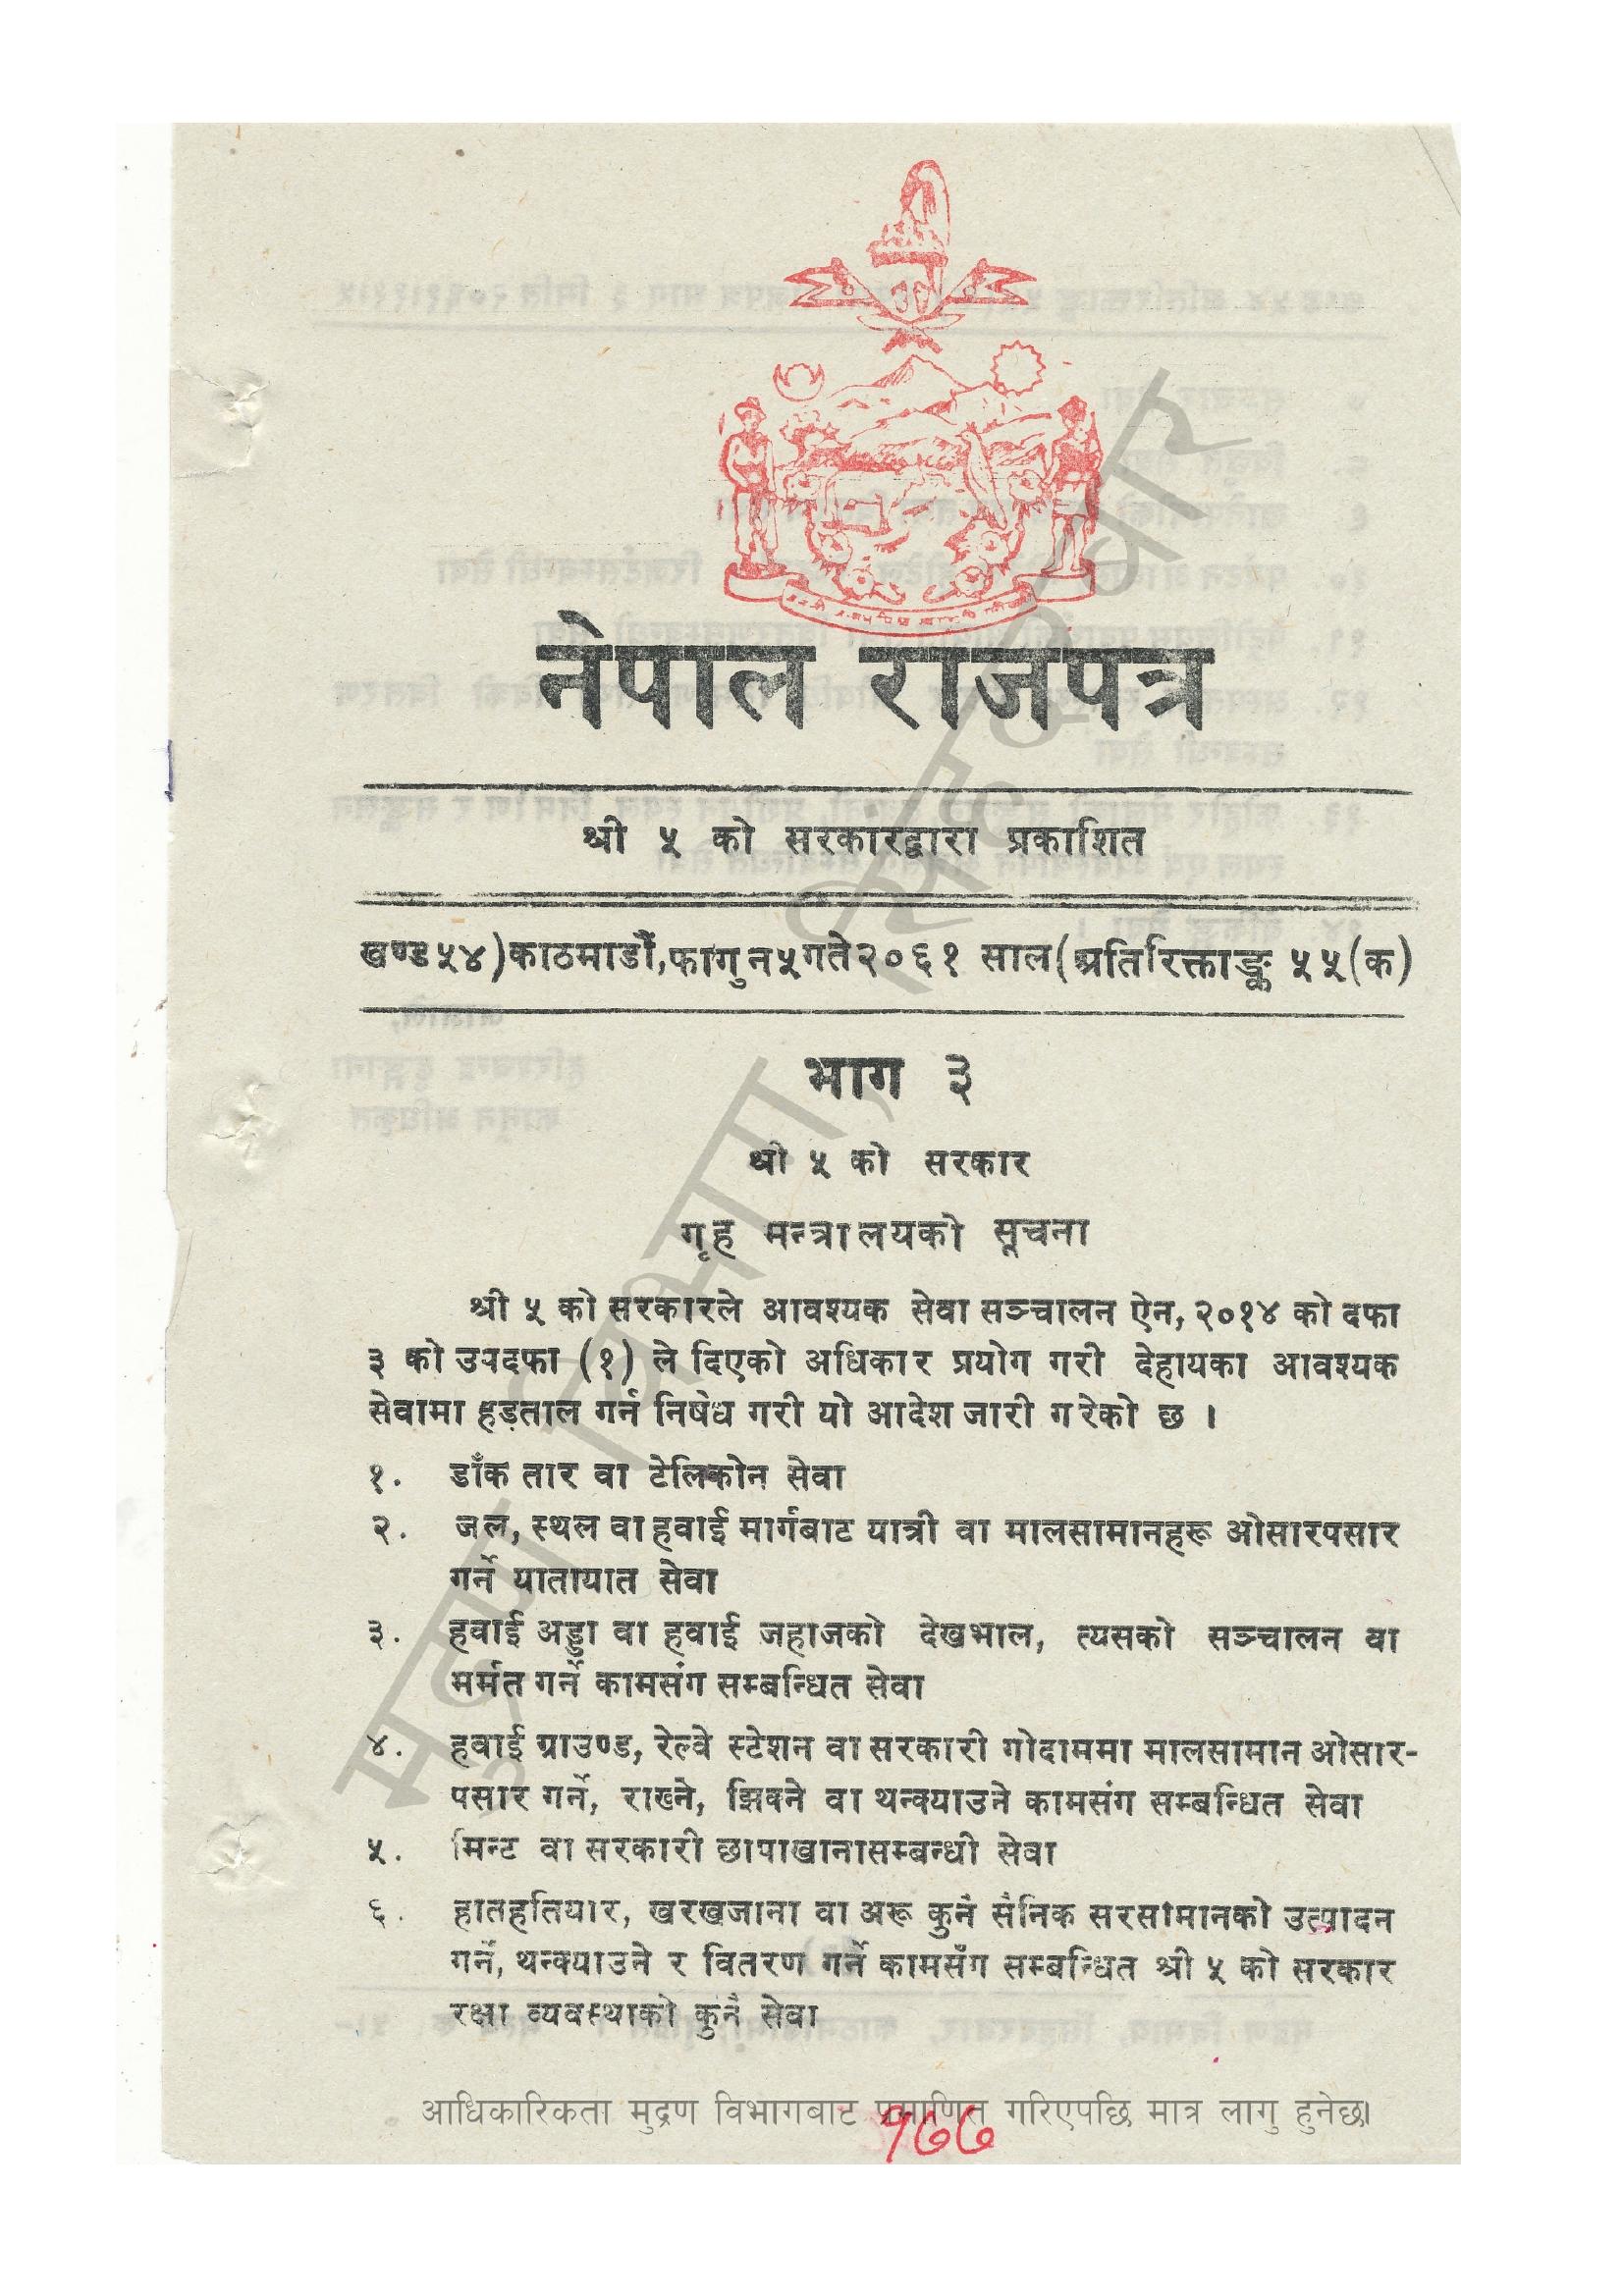 नेपाल राजपत्र
श्री ५ को सरकारद्वारा प्रकाशित
खण्ड ५४) काठमाडौं, फागुन ५ गते २०६१ साल (अतिरिक्ताङ्क ५५(क)
भाग ३
श्री ५ को सरकार
गृह मन्त्रालयको सूचना
श्री ५ को सरकारले आवश्यक सेवा सञ्चालन ऐन, २०१४ को दफा
३ को उपदफा (१) ले दिएको अधिकार प्रयोग गरी देहायका आवश्यक
सेवामा हड्ताल गर्न निषेध गरी यो आदेश जारी गरेको छ ।
१. डाँक तार वा टेलिफोन सेवा
२. जल, स्थल वा हवाई मार्गबाट यात्री वा मालसामानहरू ओसारपसार
गर्ने यातायात सेवा
३. हवाई अड्डा वा हवाई जहाजको देखभाल, त्यसको सञ्चालन वा
मर्मत गर्ने कामसंग सम्बन्धित सेवा
४. हवाई ग्राउण्ड, रेल्वे स्टेशन वा सरकारी गोदाममा मालसामान ओसार-
पसार गर्ने, राख्ने, झिक्ने वा थन्क्याउने कामसंग सम्बन्धित सेवा
५. मिन्ट वा सरकारी छापाखानासम्बन्धी सेवा
६. हातहतियार, खरखजाना वा अरू कुनै सैनिक सरसामानको उत्पादन
गर्ने, थन्क्याउने र वितरण गर्ने कामसँग सम्बन्धित श्री ५ को सरकार
रक्षा व्यवस्थाको कुनै सेवा
मुद्रण विभाग, सिंहदरबार
आधिकारिकता मुद्रण विभागबाट प्रमाणित गरिएपछि मात्र लागु हुनेछ।
१७७